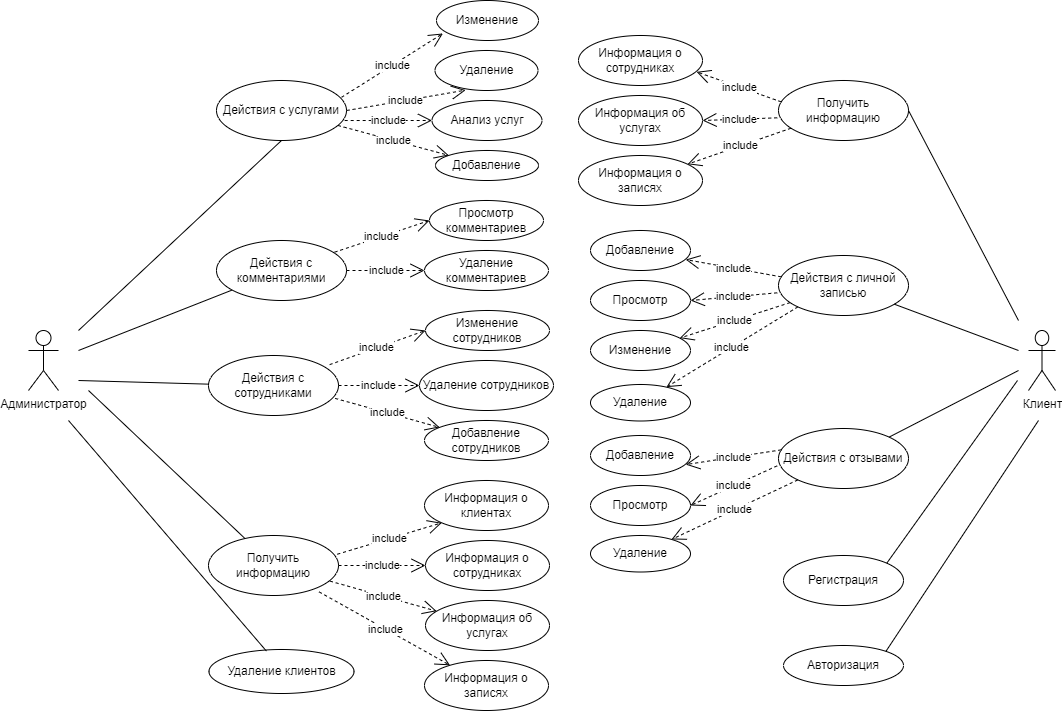 Изменение
include
Удаление
Действия с услугами
include
include
Анализ услуг
include
Добавление
Просмотр
комментариев
include
Действия с
комментариями
include
Удаление
комментариев
Изменение
сотрудников
include
Действия с
сотрудниками
include
Удаление сотрудников
include
Добавление
сотрудников
Администратор
Информация о
клиентах
include
Получить
информацию
include
Информация о
сотрудниках
include
Информация об
услугах
include
Удаление клиентов
Информация о
записях
Информация о
сотрудниках
include
Получить
информацию
Информация об
услугах
include
include
Информация о
записях
Добавление
include
Действия с личной
записью
Просмотр
include
include
Изменение
include
Удаление
Клиент
Добавление
include
Действия с отзывами
include
Просмотр
include
Удаление
Регистрация
Авторизация